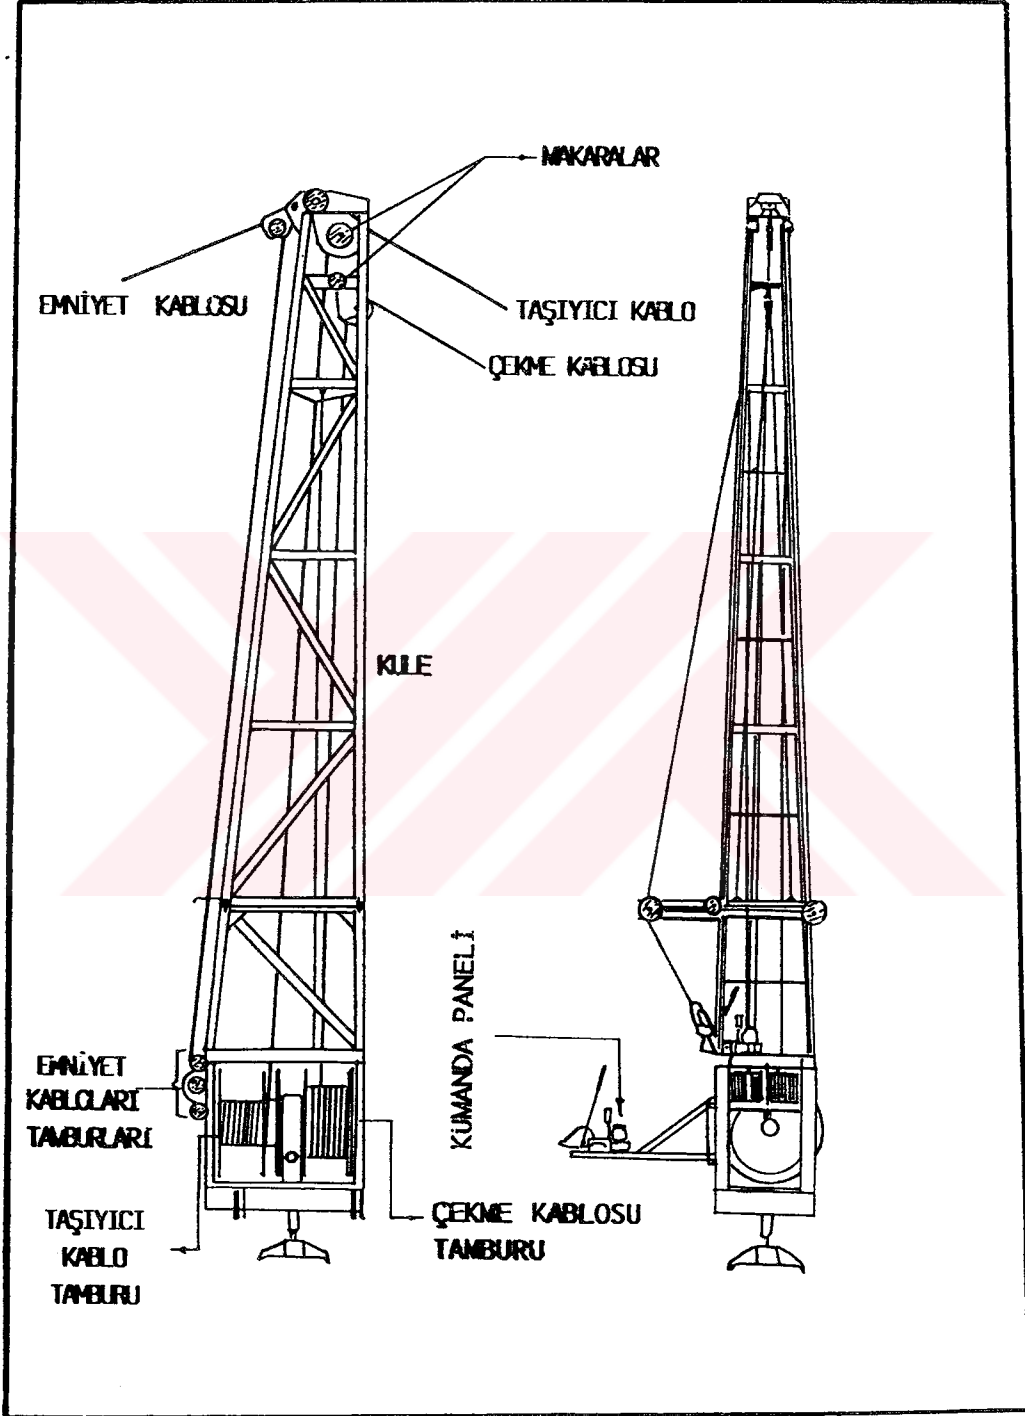 MAKARALAR
EMNİYET KABLOSU
TAŞIYICI KABLO
ÇEKME KABLOSU
KULE
KUMANDA PANELİ
EMNİYET
KABLOLARI
TAMBURLARI
TAŞIYICI
KABLO
TAMBURU
ÇEKME KABLOSU
TAMBURU